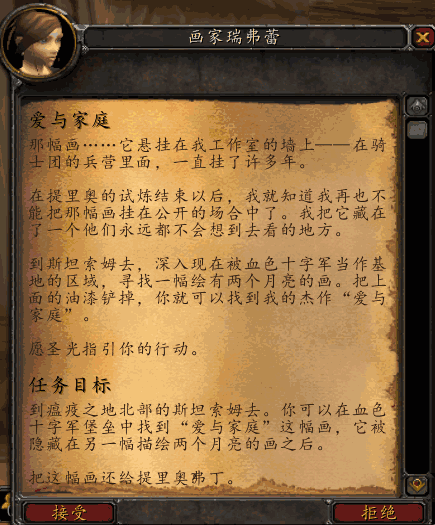 画家瑞弗蕾
爱与家庭
那幅画……它悬挂在我工作室的墙上——在骑
士团的兵营里面，一直挂了许多年。
在提里奥的试炼结束以后，我就知道我再也不
能把那幅画挂在公开的场合中了。我把它藏在
了一个他们永远都不会想到去看的地方。
到斯坦索姆去，深入现在被血色十字军当作基
地的区域，寻找一幅绘有两个月亮的画。把上
面的油漆铲掉，你就可以找到我的杰作“爱与
家庭”。
愿圣光指引你的行动。
任务目标
到瘟疫之地北部的斯坦索姆去。你可以在血色
十字军堡垒中找到“爱与家庭”这幅画，它被
隐藏在另一幅描绘两个月亮的画之后。
把这幅画还给提里奥弗丁。
接受
拒绝